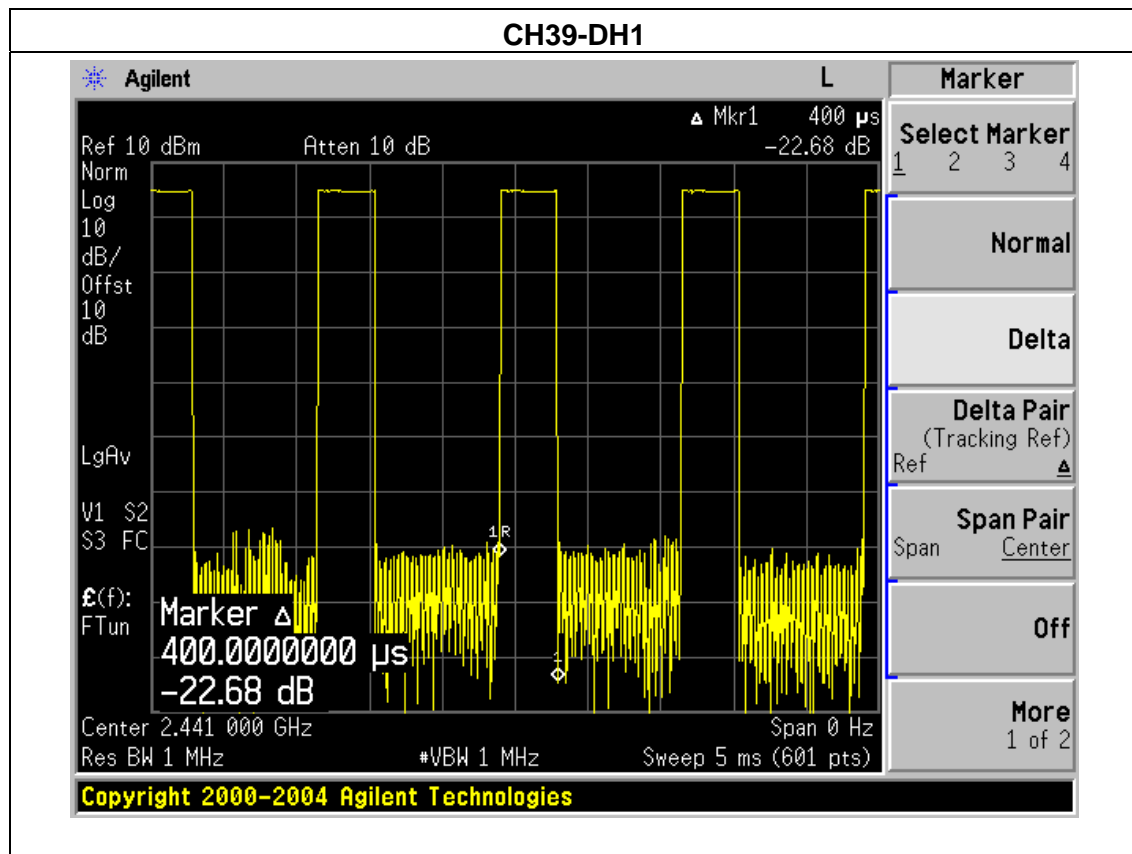 CH39-DH1
Agilent L Marker
Δ Mkr1 400 µs
Ref 10 dBm Atten 10 dB -22.68 dB
Norm
Log
10
dB/
Offst
10
dB
LgAv
V1 S2
S3 FC
£(f):
FTun
1R
1
Marker Δ
400.0000000 µs
-22.68 dB
Center 2.441 000 GHz Span 0 Hz
Res BW 1 MHz #VBW 1 MHz Sweep 5 ms (601 pts)
Copyright 2000-2004 Agilent Technologies
Select Marker
1 2 3 4
Normal
Delta
Delta Pair
(Tracking Ref)
Ref Δ
Span Pair
Span Center
Off
More
1 of 2